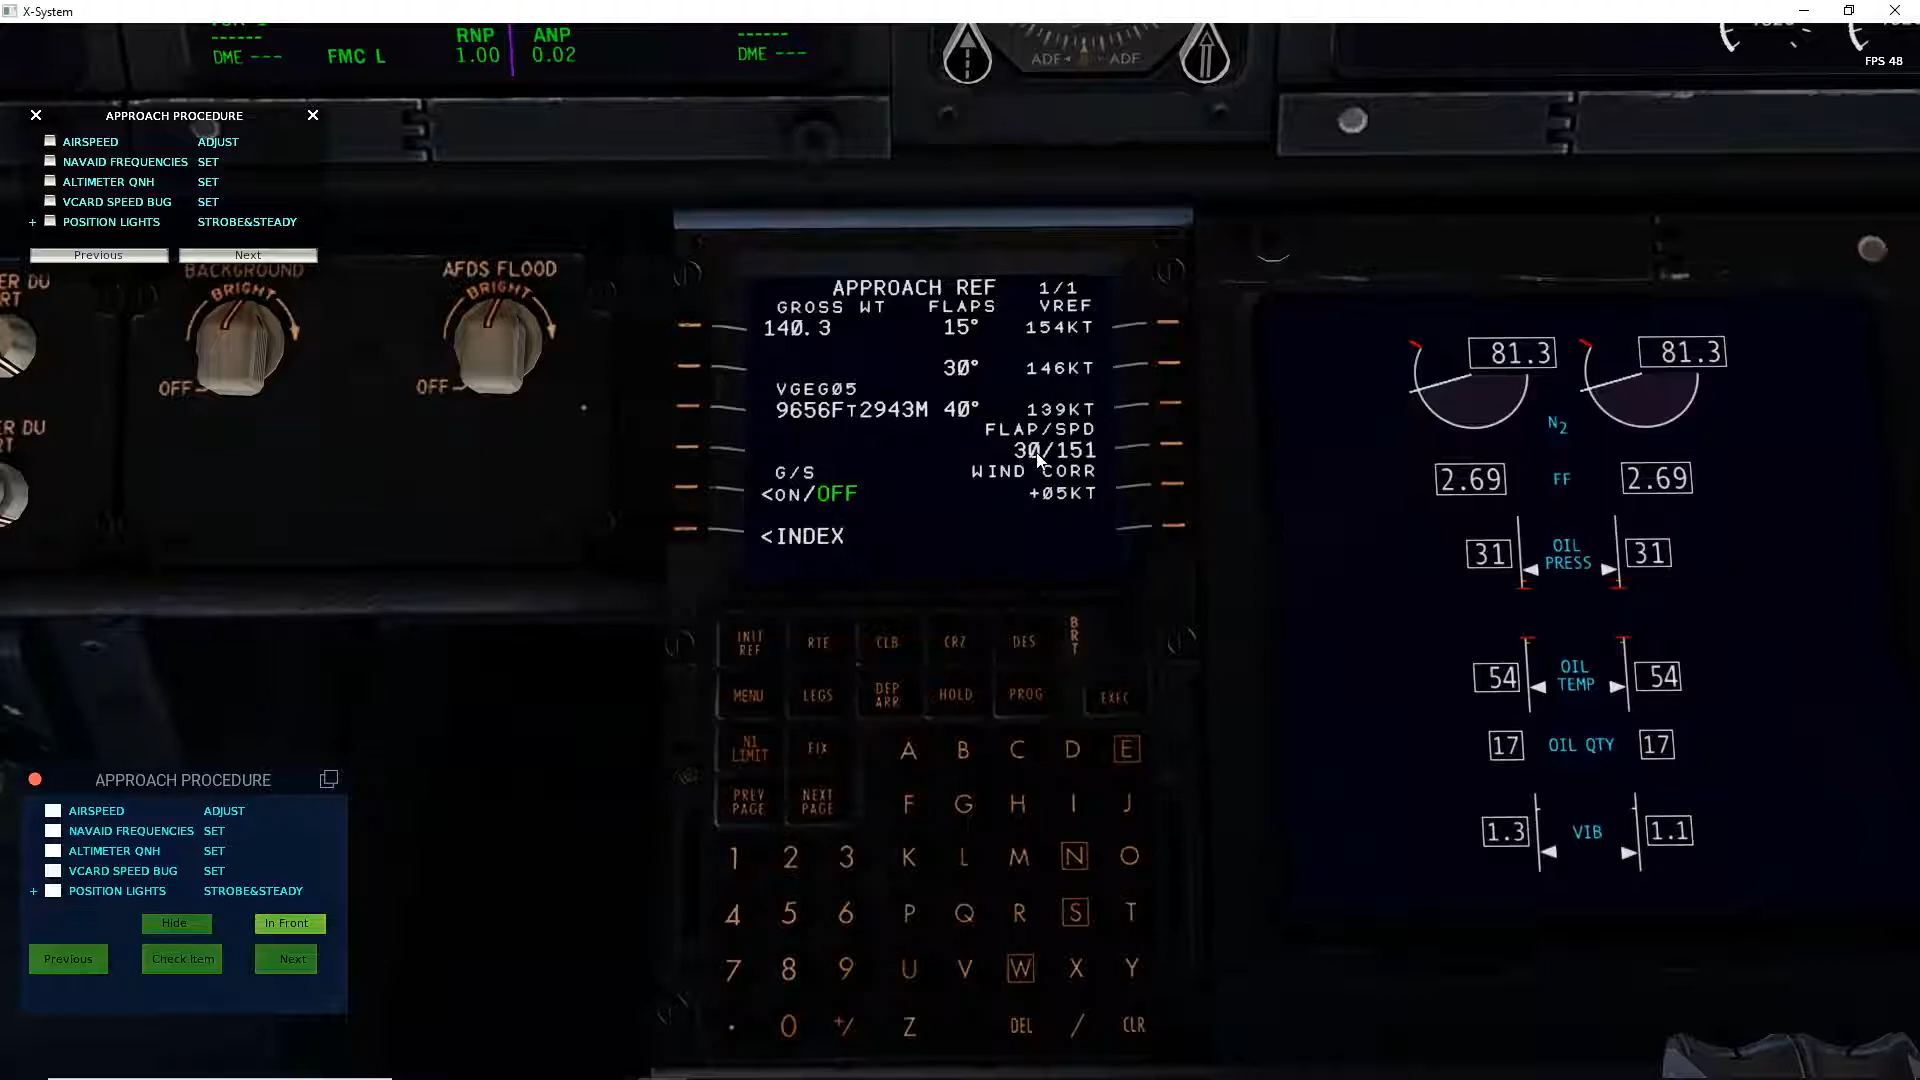 X-System
DME ---
FMC L
RNP
1.00
ANP
0.02
DME ---
ADF
ADF
FPS 48
APPROACH PROCEDURE
AIRSPEED ADJUST
NAVAID FREQUENCIES SET
ALTIMETER QNH SET
VCARD SPEED BUG SET
+ POSITION LIGHTS STROBE&STEADY
Previous Next
BACKGROUND
BRIGHT
OFF
AFDS FLOOD
BRIGHT
OFF
ER DU
RT
ER DU
RT
APPROACH REF 1/1
GROSS WT FLAPS VREF
140.3 15° 154KT
30° 146KT
VGEG05
9656FT2943M 40° 139KT
FLAP/SPD
30/151
G/S WIND CORR
<ON/OFF +05KT
<INDEX
INIT REF RTE CLB CRZ DES BRT
MENU LEGS DEP ARR HOLD PROG EXEC
N1 LIMIT FIX A B C D E
PREV PAGE NEXT PAGE F G H I J
1 2 3 K L M N O
4 5 6 P Q R S T
7 8 9 U V W X Y
. 0 +/ Z DEL / CLR
81.3 81.3
N2
2.69 FF 2.69
31 OIL PRESS 31
54 OIL TEMP 54
17 OIL QTY 17
1.3 VIB 1.1
APPROACH PROCEDURE
AIRSPEED ADJUST
NAVAID FREQUENCIES SET
ALTIMETER QNH SET
VCARD SPEED BUG SET
+ POSITION LIGHTS STROBE&STEADY
Hide In Front
Previous Check Item Next